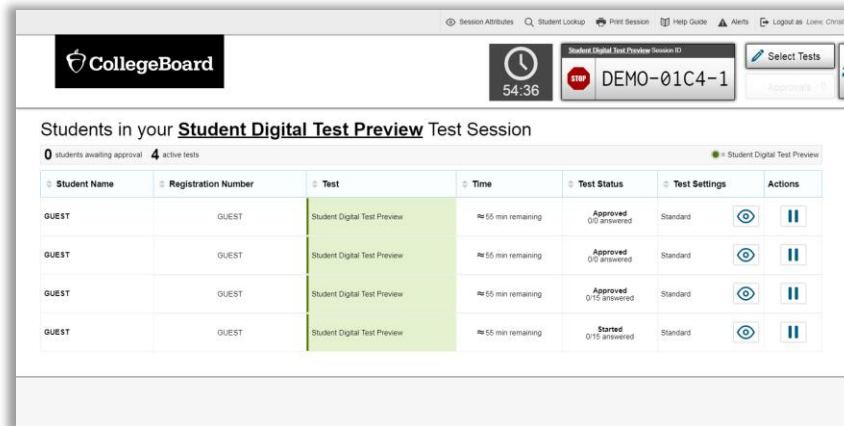 Session Attributes Student Lookup Print Session Help Guide Alerts Logout as Loew, Christ
CollegeBoard
54:36
Student Digital Test Preview Session ID
STOP DEMO-01C4-1
Select Tests
Approvals 0
Students in your Student Digital Test Preview Test Session
0 students awaiting approval 4 active tests = Student Digital Test Preview
Student Name Registration Number Test Time Test Status Test Settings Actions
GUEST GUEST Student Digital Test Preview ≈55 min remaining Approved Standard
0/0 answered
GUEST GUEST Student Digital Test Preview ≈55 min remaining Approved Standard
0/0 answered
GUEST GUEST Student Digital Test Preview ≈55 min remaining Approved Standard
0/15 answered
GUEST GUEST Student Digital Test Preview ≈55 min remaining Started Standard
0/15 answered